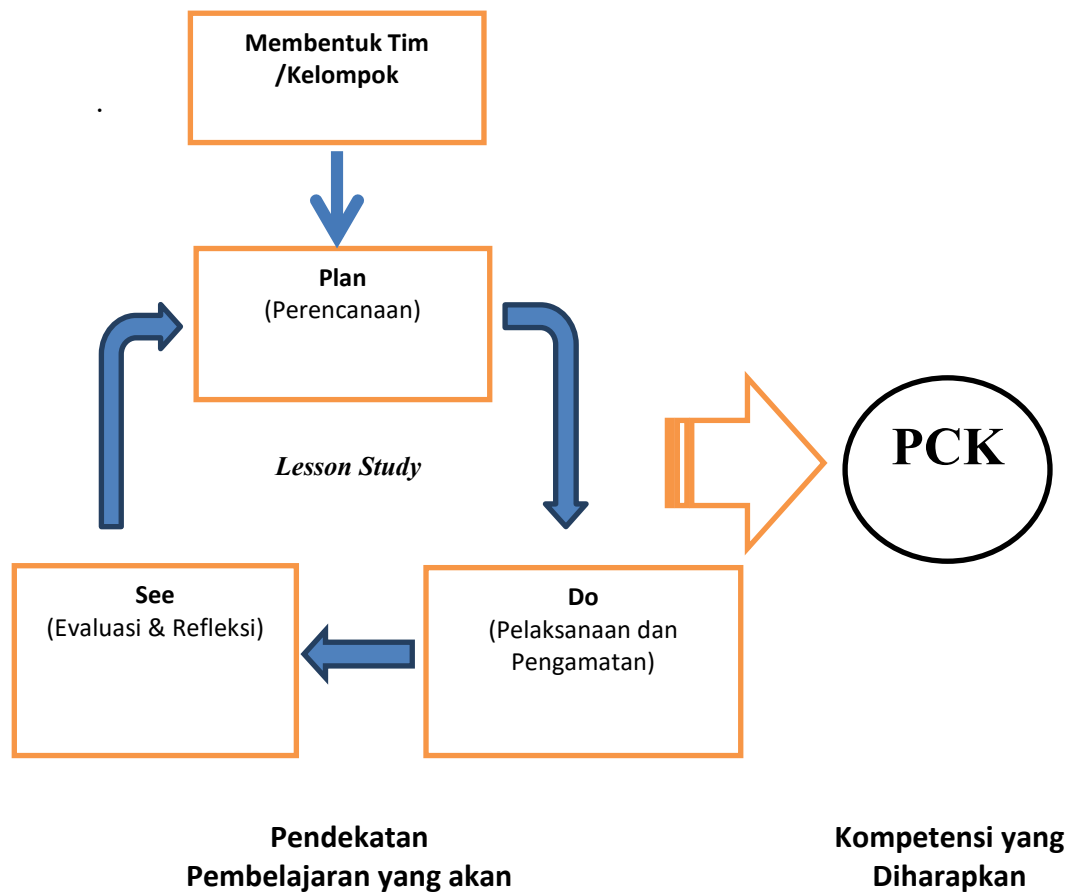 Membentuk Tim
/Kelompok
.
Plan
(Perencanaan)
Lesson Study
PCK
See
(Evaluasi & Refleksi)
Do
(Pelaksanaan dan
Pengamatan)
Pendekatan
Pembelajaran yang akan
Kompetensi yang
Diharapkan